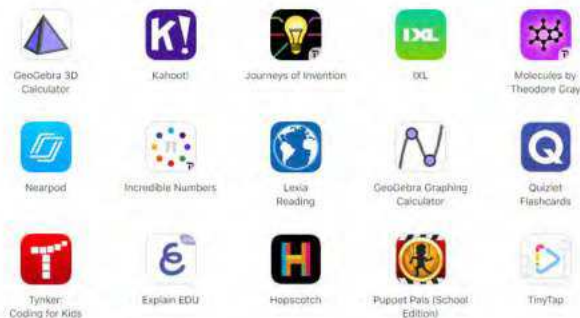 K!
IXL
GeoGebra 3D
Calculator
Kahoot!
Journeys of Invention
IXL
Molecules by
Theodore Gray
π
Q
Nearpod
Incredible Numbers
Lexia
Reading
GeoGebra Graphing
Calculator
Quizlet
Flashcards
T
H
Tynker:
Coding for Kids
Explain EDU
Hopscotch
Puppet Pals (School
Edition)
TinyTap